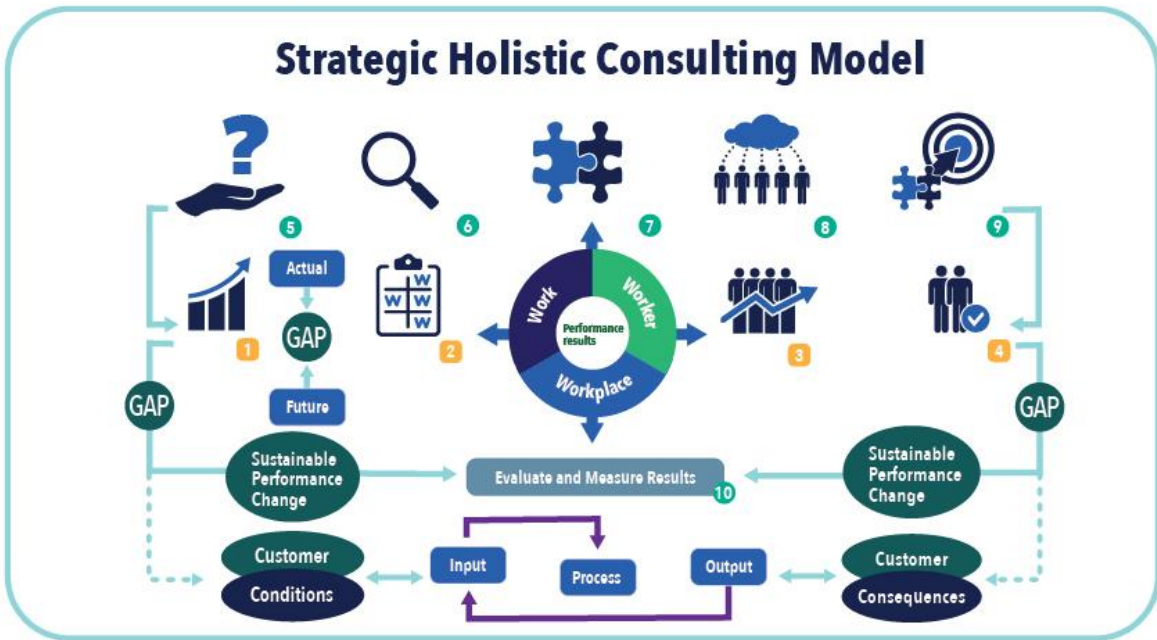 Strategic Holistic Consulting Model
5
6
7
8
9
Actual
GAP
Future
1
W
W W
W
2
Work
Worker
Workplace
Performance
results
3
4
GAP
GAP
Sustainable
Performance
Change
Evaluate and Measure Results
10
Sustainable
Performance
Change
Customer
Conditions
Input
Process
Output
Customer
Consequences